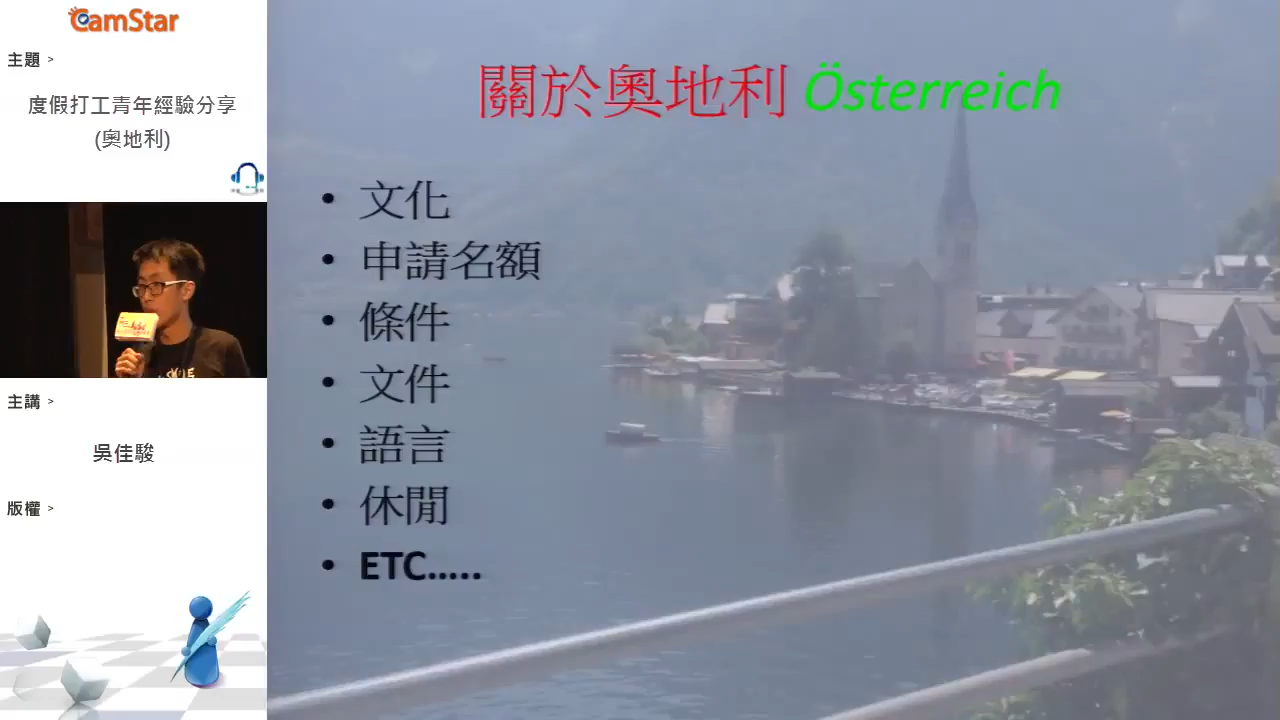 CamStar
主題 >
度假打工青年經驗分享
(奧地利)
主講 >
吳佳駿
版權 >
關於奧地利 Österreich
• 文化
• 申請名額
• 條件
• 文件
• 語言
• 休閒
• ETC.....